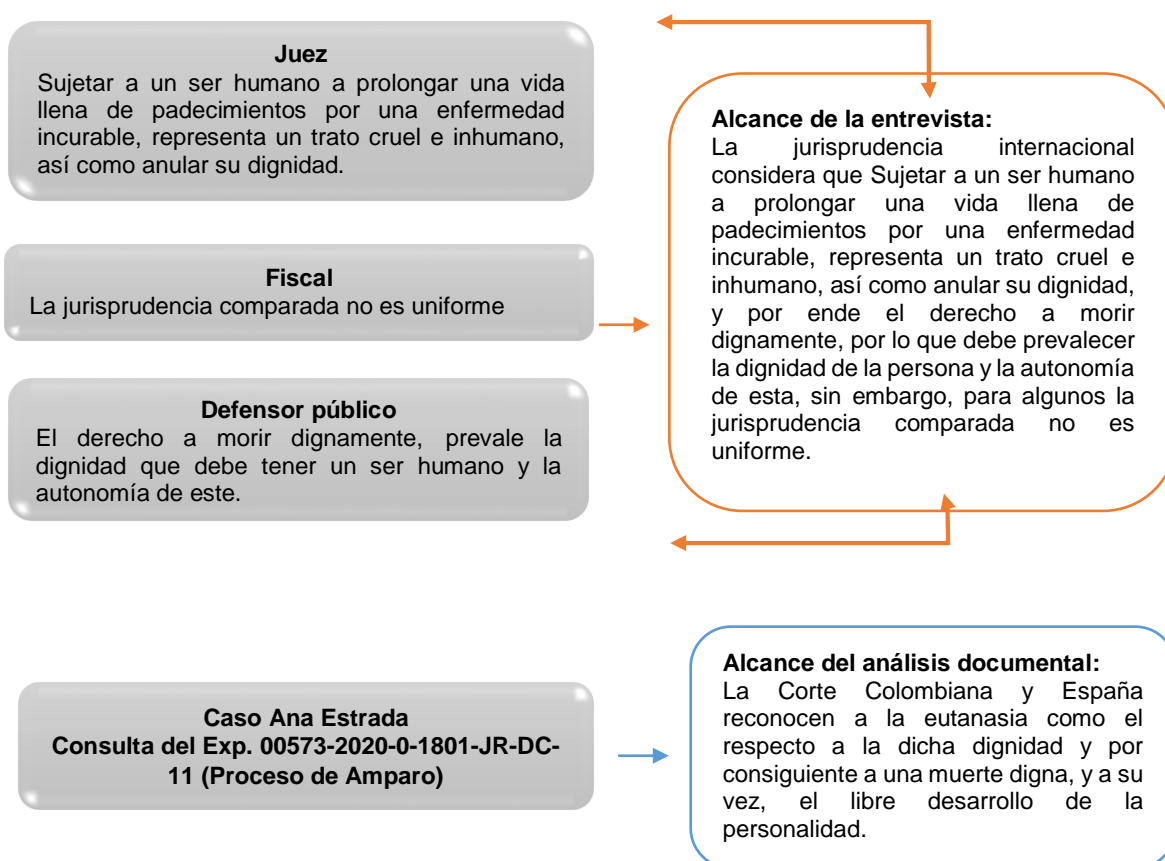 Juez
Sujetar a un ser humano a prolongar una vida
llena de padecimientos por una enfermedad
incurable, representa un trato cruel e inhumano,
así como anular su dignidad.
Fiscal
La jurisprudencia comparada no es uniforme
Defensor público
El derecho a morir dignamente, prevale la
dignidad que debe tener un ser humano y la
autonomía de este.
Alcance de la entrevista:
La jurisprudencia internacional
considera que Sujetar a un ser humano
a prolongar una vida llena de
padecimientos por una enfermedad
incurable, representa un trato cruel e
inhumano, así como anular su dignidad,
y por ende el derecho a morir
dignamente, por lo que debe prevalecer
la dignidad de la persona y la autonomía
de esta, sin embargo, para algunos la
jurisprudencia comparada no es
uniforme.
Caso Ana Estrada
Consulta del Exp. 00573-2020-0-1801-JR-DC-
11 (Proceso de Amparo)
Alcance del análisis documental:
La Corte Colombiana y España
reconocen a la eutanasia como el
respecto a la dicha dignidad y por
consiguiente a una muerte digna, y a su
vez, el libre desarrollo de la
personalidad.